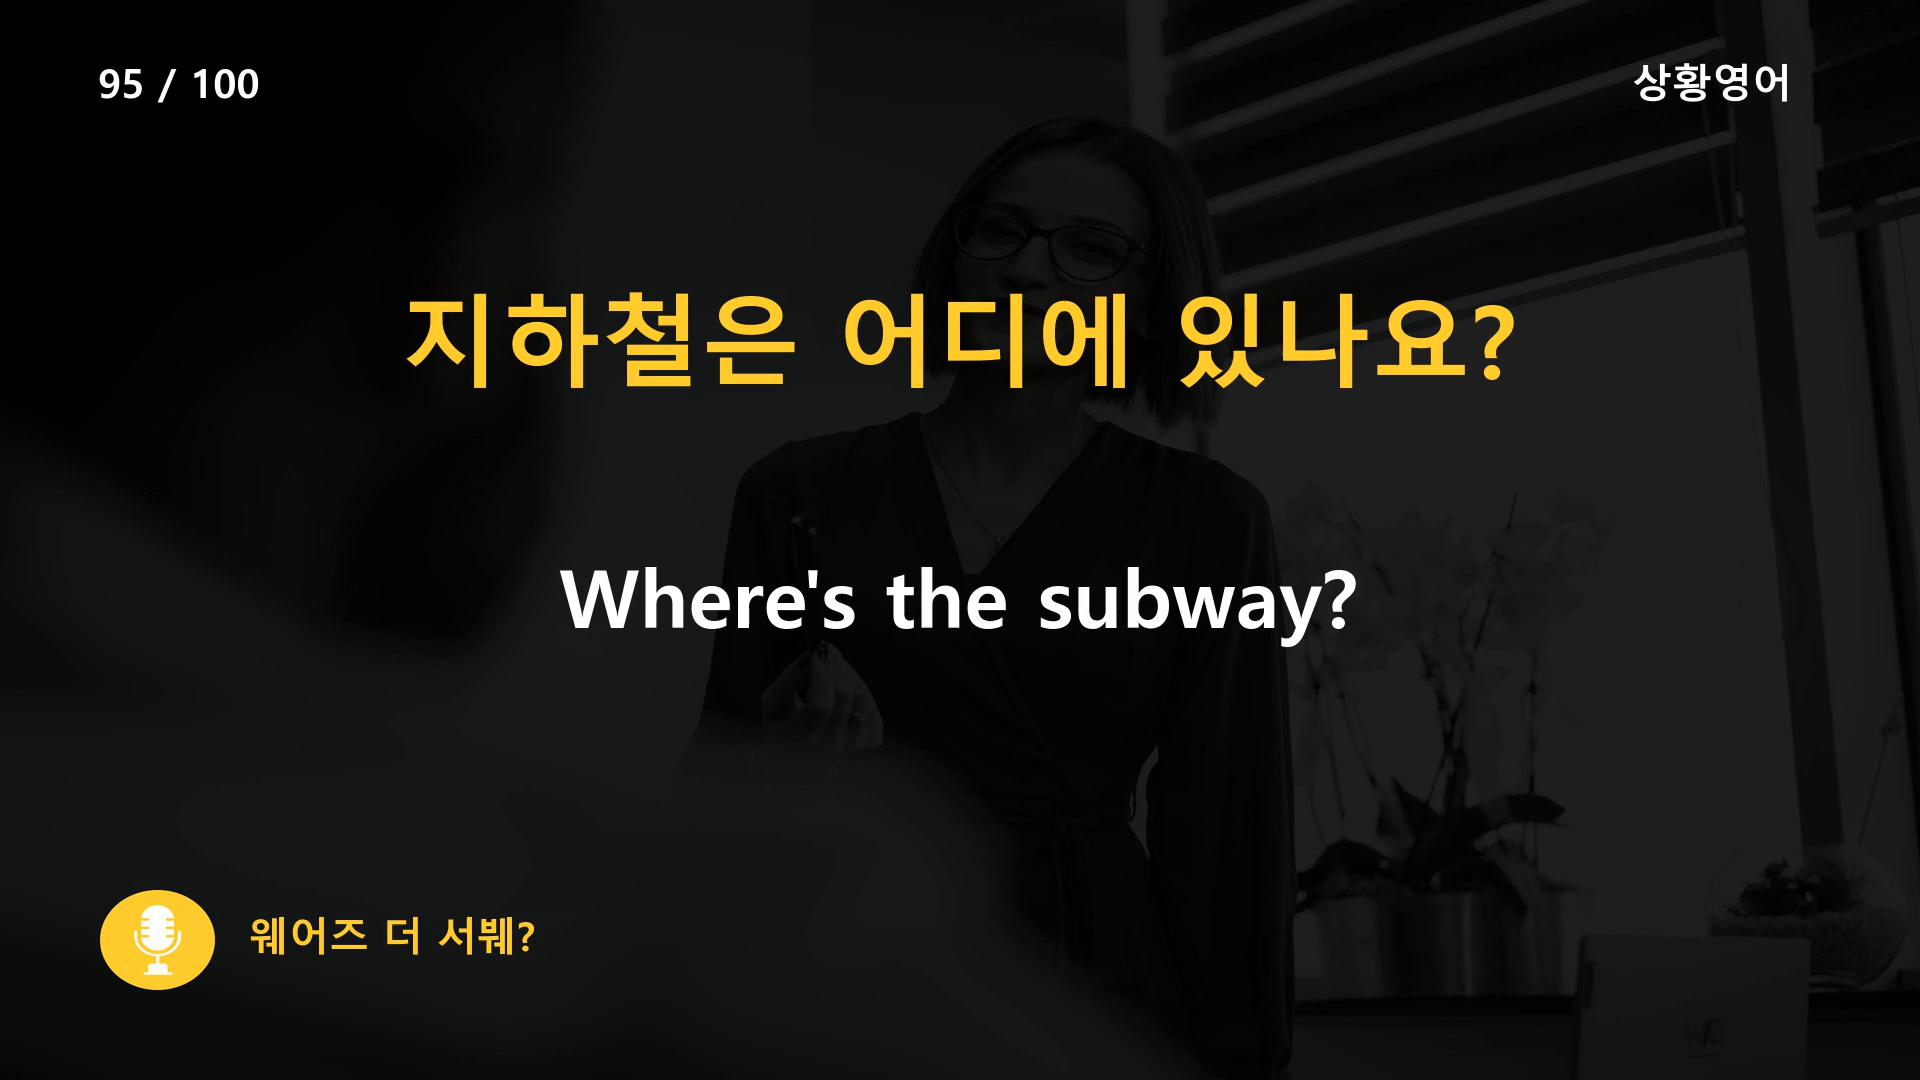 95 / 100
상황영어
지하철은 어디에 있나요?
Where's the subway?
웨어즈 더 서붸?